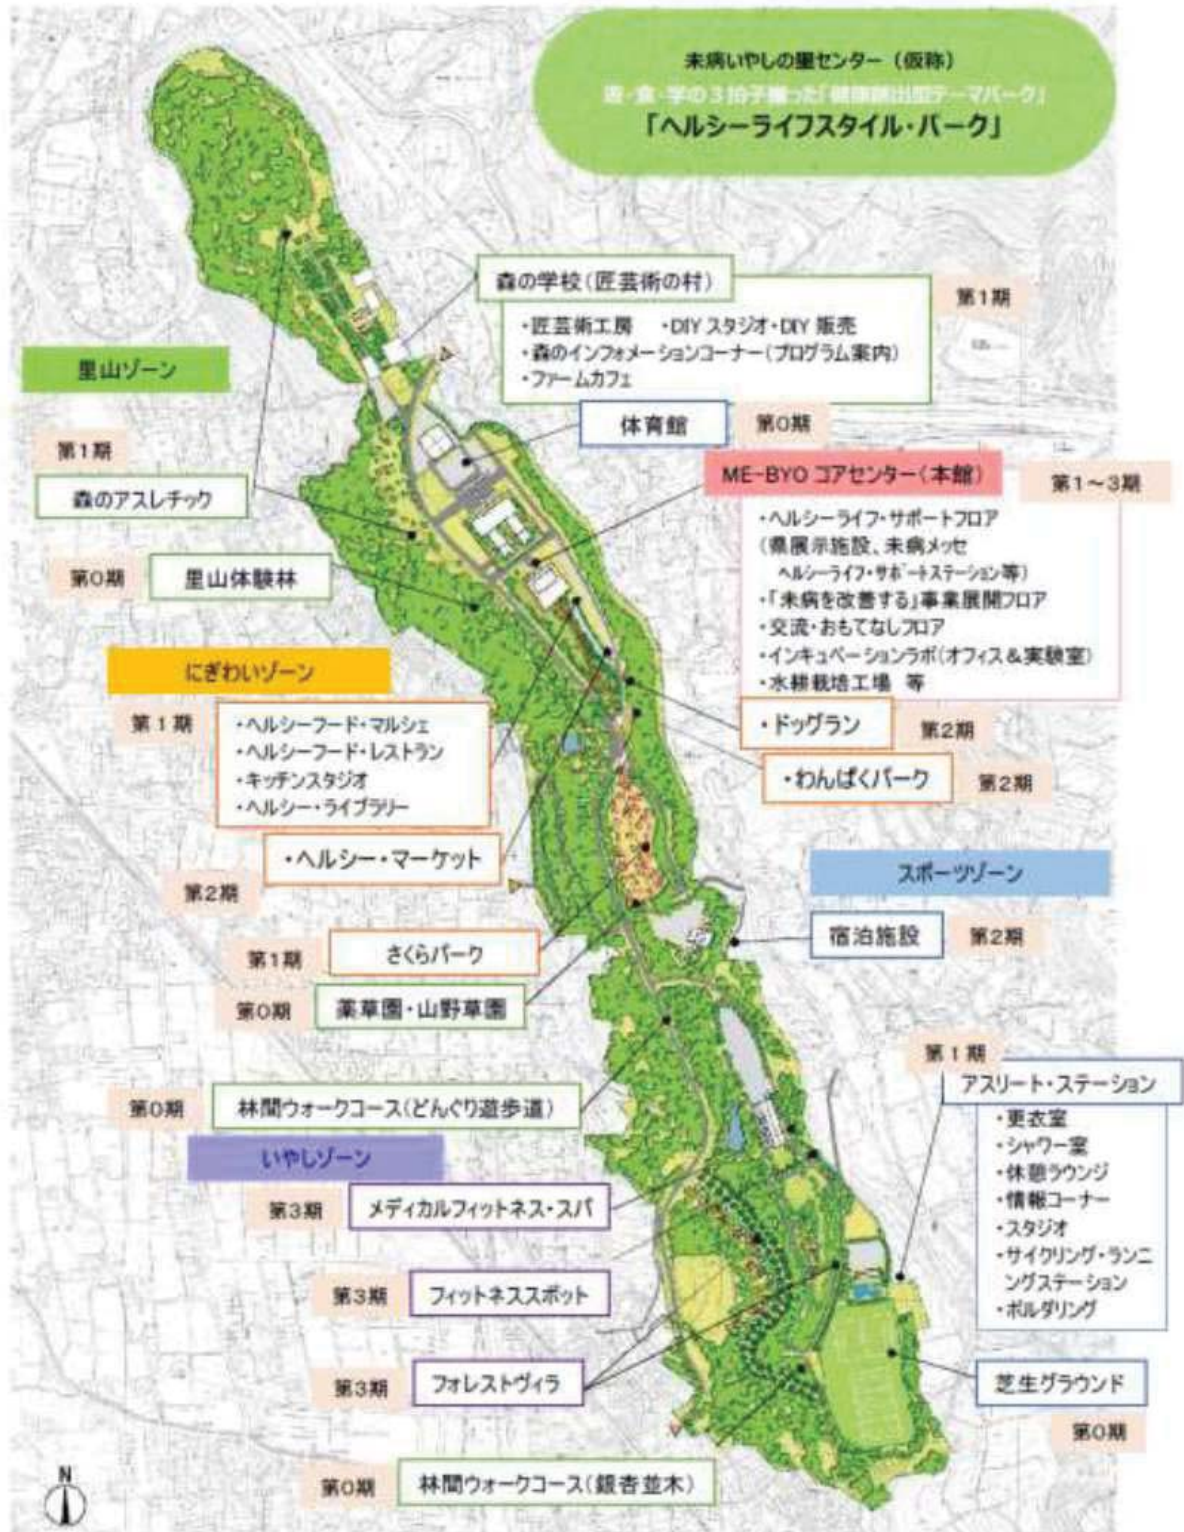 未病いやしの里センター（仮称）
遊・食・学の3拍子揃った「健康創出型テーマパーク」
「ヘルシーライフスタイル・パーク」
森の学校（匠芸術の村）
第1期
・匠芸術工房　・DIY スタジオ・DIY 販売
・森のインフォメーションコーナー（プログラム案内）
・ファームカフェ
里山ゾーン
体育館
第0期
第1期
森のアスレチック
ME-BYO コアセンター（本館）
第1～3期
・ヘルシーライフ・サポートフロア
（県展示施設、未病メッセ
ヘルシーライフ・サポートステーション等）
・「未病を改善する」事業展開フロア
・交流・おもてなしフロア
・インキュベーションラボ（オフィス＆実験室）
・水耕栽培工場　等
第0期
里山体験林
にぎわいゾーン
第1期
・ヘルシーフード・マルシェ
・ヘルシーフード・レストラン
・キッチンスタジオ
・ヘルシー・ライブラリー
・ドッグラン
第2期
・わんぱくパーク
第2期
・ヘルシー・マーケット
第2期
スポーツゾーン
宿泊施設
第2期
第1期
さくらパーク
第0期
薬草園・山野草園
第1期
アスリート・ステーション
・更衣室
・シャワー室
・休憩ラウンジ
・情報コーナー
・スタジオ
・サイクリング・ランニ
ングステーション
・ボルダリング
第0期
林間ウォークコース（どんぐり遊歩道）
いやしゾーン
第3期
メディカルフィットネス・スパ
第3期
フィットネススポット
第3期
フォレストヴィラ
芝生グラウンド
第0期
第0期
林間ウォークコース（銀杏並木）
N